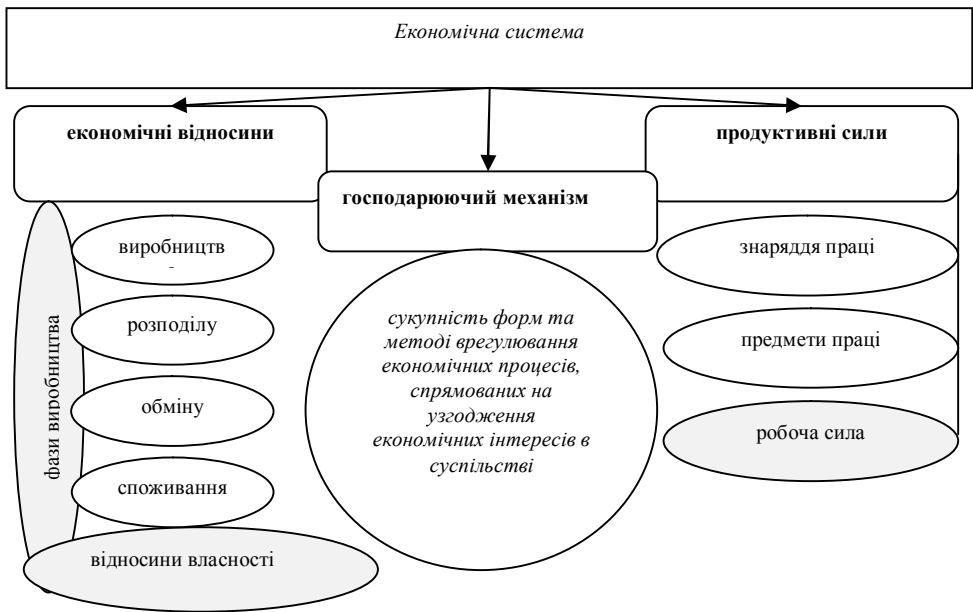 Економічна система
економічні відносини
продуктивні сили
господарюючий механізм
фази виробництва
виробництв
розподілу
обміну
споживання
відносини власності
сукупність форм та
методі врегулювання
економічних процесів,
спрямованих на
узгодження
економічних інтересів в
суспільстві
знаряддя праці
предмети праці
робоча сила